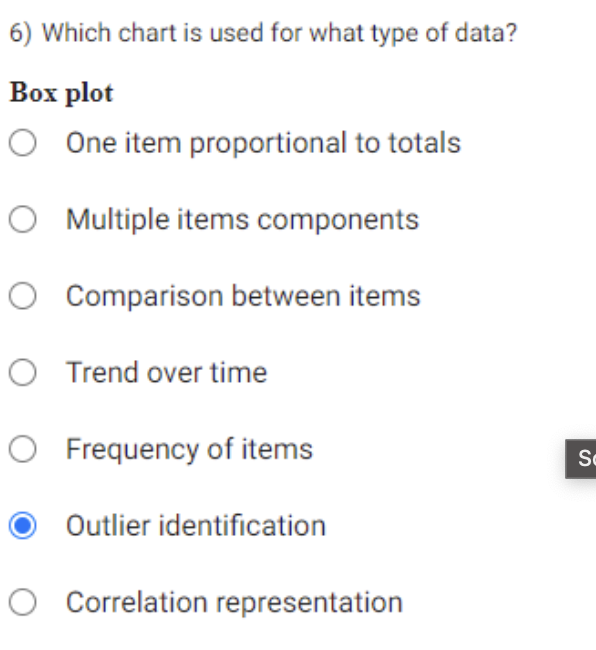 6) Which chart is used for what type of data?
Box plot
One item proportional to totals
Multiple items components
Comparison between items
Trend over time
Frequency of items
Outlier identification
Correlation representation